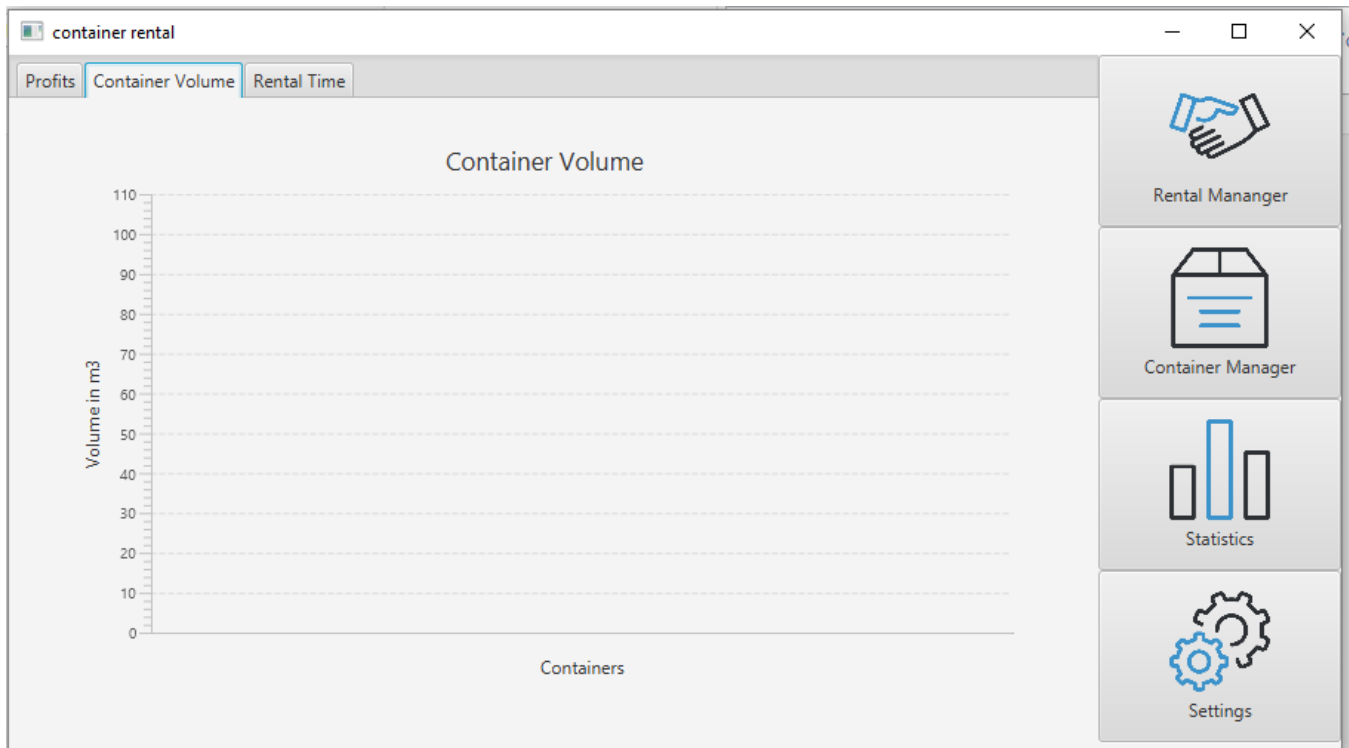 container rental
Profits
Container Volume
Rental Time
Container Volume
110
100
90
80
70
60
50
40
30
20
10
0
Volume in m3
Containers
Rental Mananger
Container Manager
Statistics
Settings